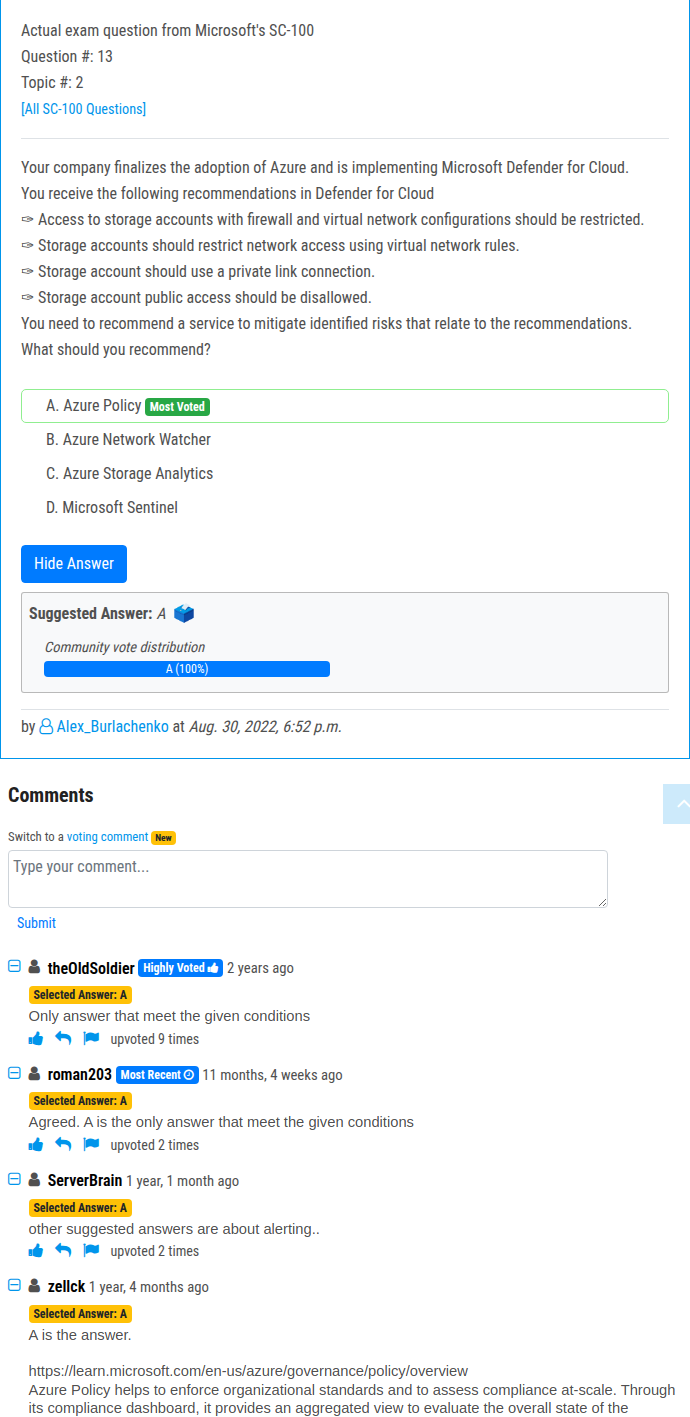 Actual exam question from Microsoft's SC-100
Question #: 13
Topic #: 2
[All SC-100 Questions]
Your company finalizes the adoption of Azure and is implementing Microsoft Defender for Cloud.
You receive the following recommendations in Defender for Cloud
✑ Access to storage accounts with firewall and virtual network configurations should be restricted.
✑ Storage accounts should restrict network access using virtual network rules.
✑ Storage account should use a private link connection.
✑ Storage account public access should be disallowed.
You need to recommend a service to mitigate identified risks that relate to the recommendations.
What should you recommend?
A. Azure Policy Most Voted
B. Azure Network Watcher
C. Azure Storage Analytics
D. Microsoft Sentinel
Hide Answer
Suggested Answer: A
Community vote distribution
A (100%)
by Alex_Burlachenko at Aug. 30, 2022, 6:52 p.m.
Comments
Switch to a voting comment New
Type your comment...
Submit
theOldSoldier Highly Voted 2 years ago
Selected Answer: A
Only answer that meet the given conditions
upvoted 9 times
roman203 Most Recent 11 months, 4 weeks ago
Selected Answer: A
Agreed. A is the only answer that meet the given conditions
upvoted 2 times
ServerBrain 1 year, 1 month ago
Selected Answer: A
other suggested answers are about alerting..
upvoted 2 times
zellck 1 year, 4 months ago
Selected Answer: A
A is the answer.
https://learn.microsoft.com/en-us/azure/governance/policy/overview
Azure Policy helps to enforce organizational standards and to assess compliance at-scale. Through
its compliance dashboard, it provides an aggregated view to evaluate the overall state of the